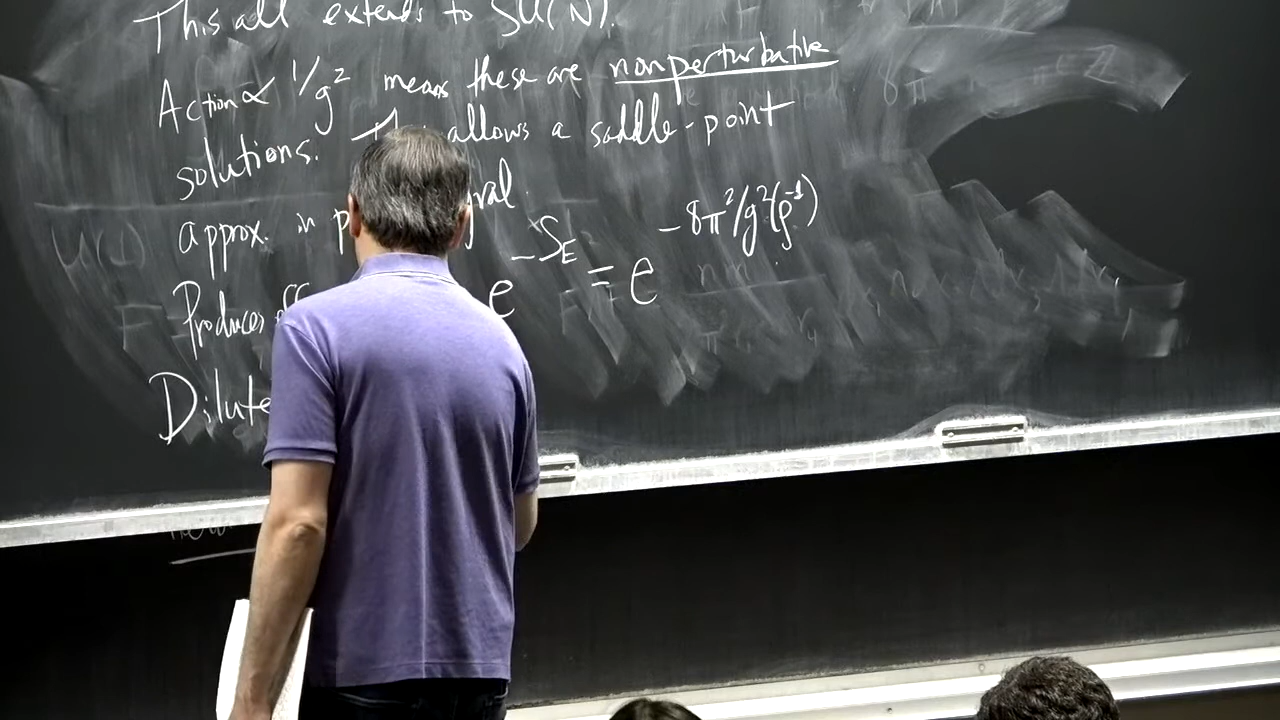 This all extends to SU(N).
Action ∝ 1/g² means these are nonperturbative
solutions. allows a saddle-point
approx. in
Produces e^{-S_E} = e^{-8π²/g²(ρ⁻¹)}
Dilute